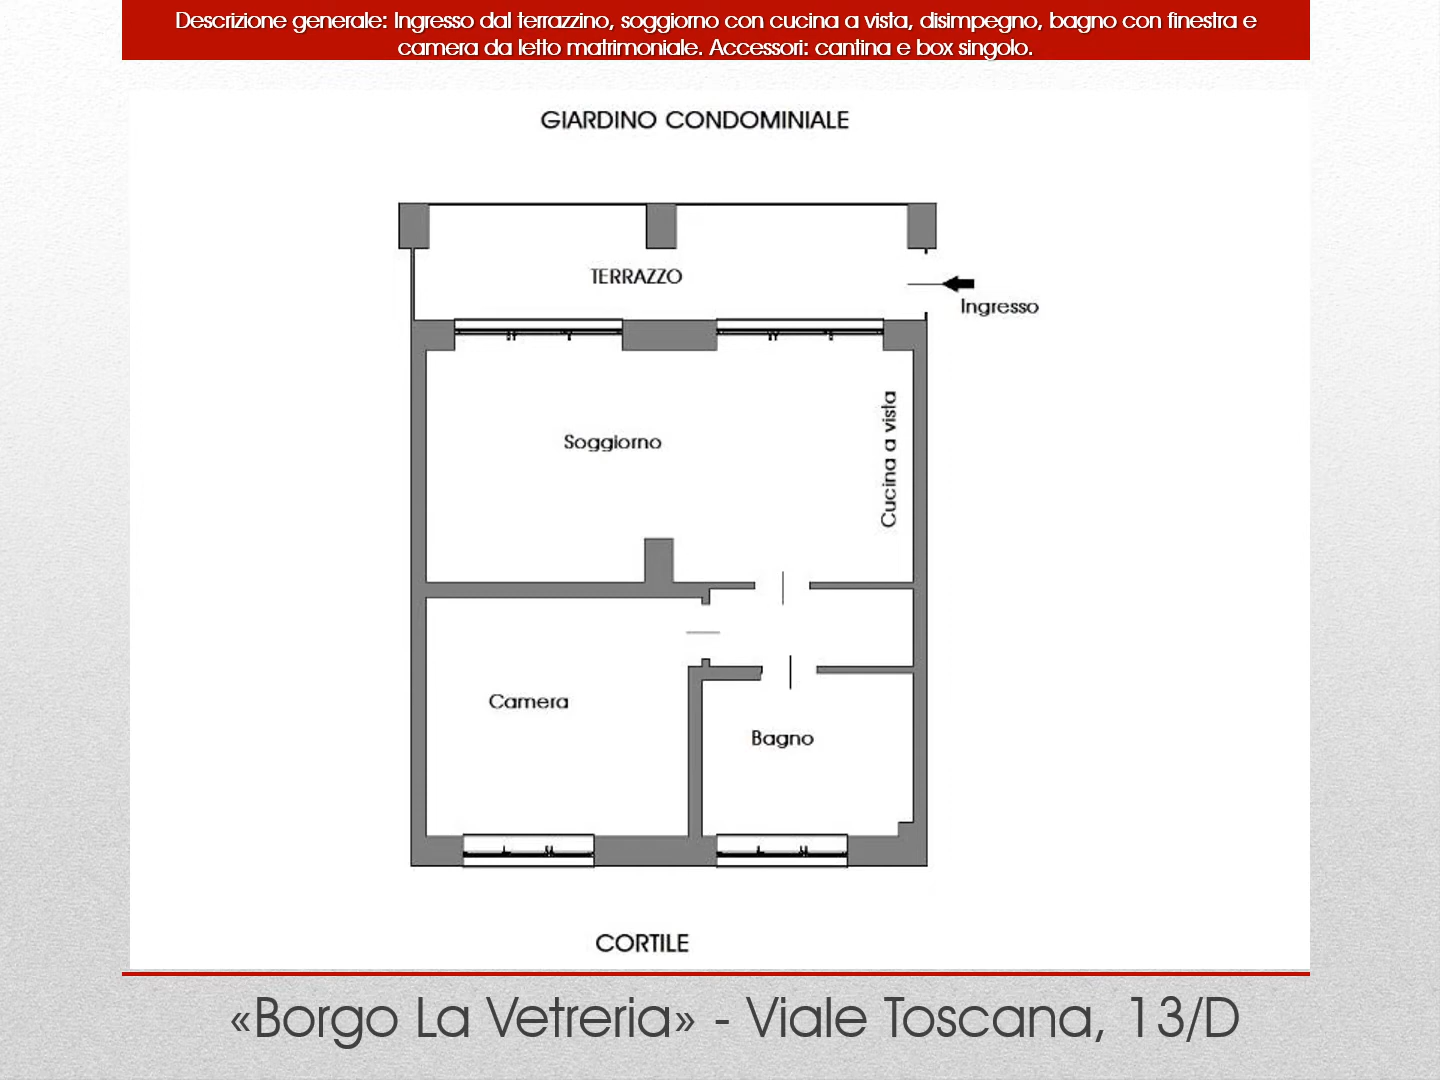 Descrizione generale: Ingresso dal terrazzino, soggiorno con cucina a vista, disimpegno, bagno con finestra e
camera da letto matrimoniale. Accessori: cantina e box singolo.
GIARDINO CONDOMINIALE
TERRAZZO
Ingresso
Soggiorno
Cucina a vista
Camera
Bagno
CORTILE
«Borgo La Vetreria» - Viale Toscana, 13/D